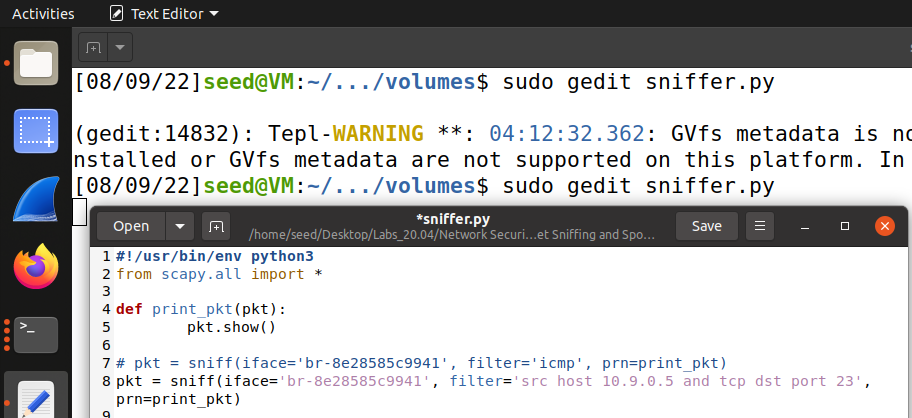 Activities Text Editor
[08/09/22]seed@VM:~/.../volumes$ sudo gedit sniffer.py
(gedit:14832): Tepl-WARNING **: 04:12:32.362: GVfs metadata is no
nstalled or GVfs metadata are not supported on this platform. In
[08/09/22]seed@VM:~/.../volumes$ sudo gedit sniffer.py
Open *sniffer.py Save
/home/seed/Desktop/Labs_20.04/Network Securi...et Sniffing and Spo...
1 #!/usr/bin/env python3
2 from scapy.all import *
3
4 def print_pkt(pkt):
5 pkt.show()
6
7 # pkt = sniff(iface='br-8e28585c9941', filter='icmp', prn=print_pkt)
8 pkt = sniff(iface='br-8e28585c9941', filter='src host 10.9.0.5 and tcp dst port 23',
prn=print_pkt)
9